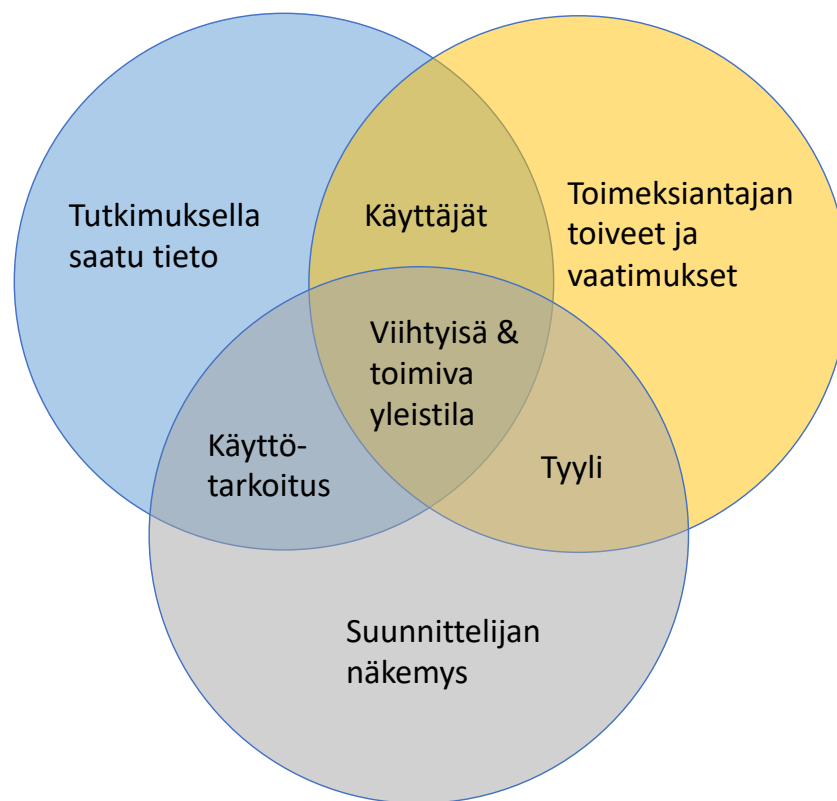 Tutkimuksella
saatu tieto
Käyttäjät
Toimeksiantajan
toiveet ja
vaatimukset
Viihtyisä &
toimiva
yleistila
Käyttö-
tarkoitus
Tyyli
Suunnittelijan
näkemys